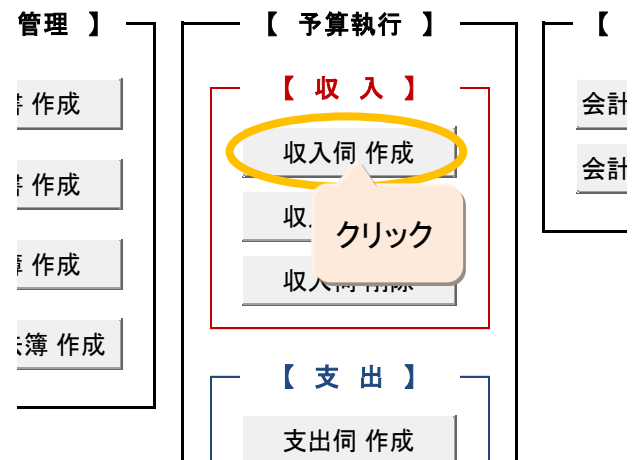 管理 】
作成
作成
作成
簿 作成
【 予算執行 】
【 収 入 】
収入伺 作成
収
クリック
収入伺 削除
【 支 出 】
支出伺 作成
【
会計
会計